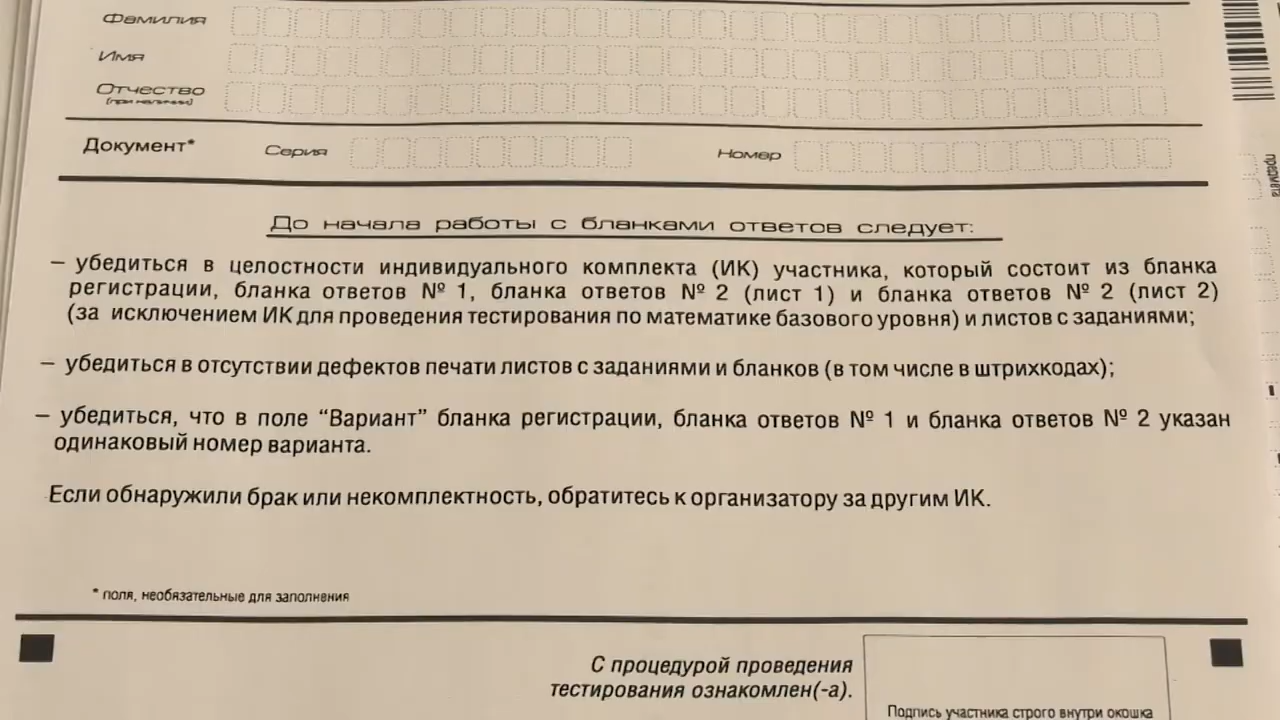 Фамилия
Имя
Отчество
(при наличии)
Документ* Серия Номер
До начала работы с бланками ответов следует:
– убедиться в целостности индивидуального комплекта (ИК) участника, который состоит из бланка
регистрации, бланка ответов № 1, бланка ответов № 2 (лист 1) и бланка ответов № 2 (лист 2)
(за исключением ИК для проведения тестирования по математике базового уровня) и листов с заданиями;
– убедиться в отсутствии дефектов печати листов с заданиями и бланков (в том числе в штрихкодах);
– убедиться, что в поле “Вариант” бланка регистрации, бланка ответов № 1 и бланка ответов № 2 указан
одинаковый номер варианта.
Если обнаружили брак или некомплектность, обратитесь к организатору за другим ИК.
* поля, необязательные для заполнения
С процедурой проведения
тестирования ознакомлен(-а).
Подпись участника строго внутри окошка